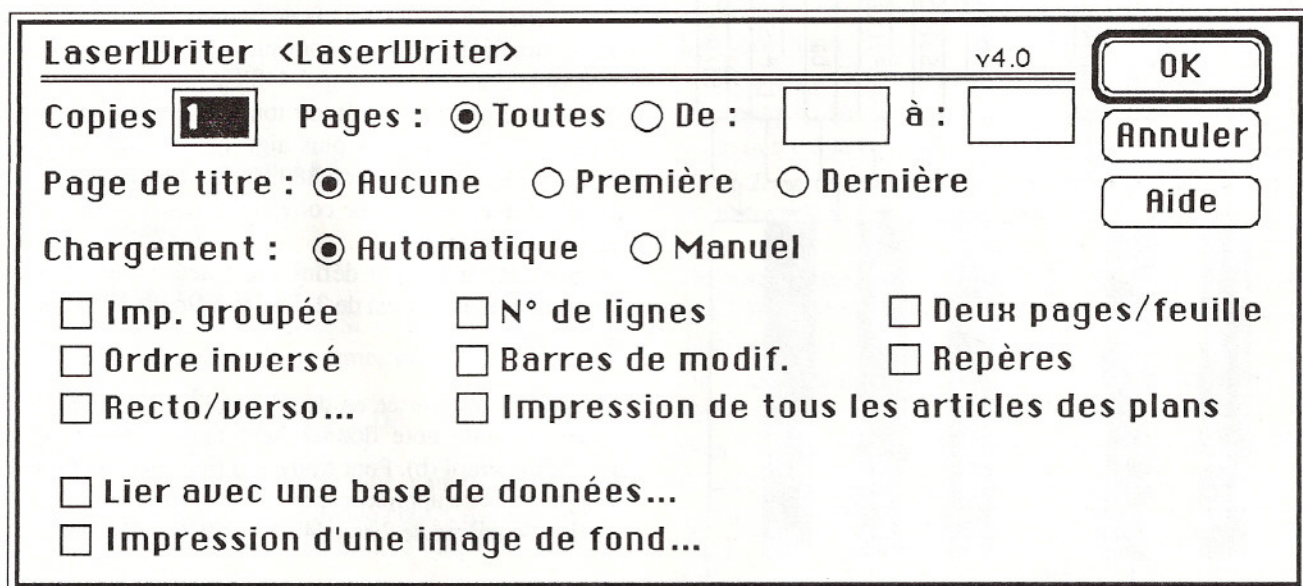 LaserWriter <LaserWriter> v4.0 OK
Copies 1 Pages : Toutes De : à :
Annuler
Page de titre : Aucune Première Dernière
Aide
Chargement : Automatique Manuel
Imp. groupée N° de lignes Deux pages/feuille
Ordre inversé Barres de modif. Repères
Recto/verso... Impression de tous les articles des plans
Lier avec une base de données...
Impression d'une image de fond...